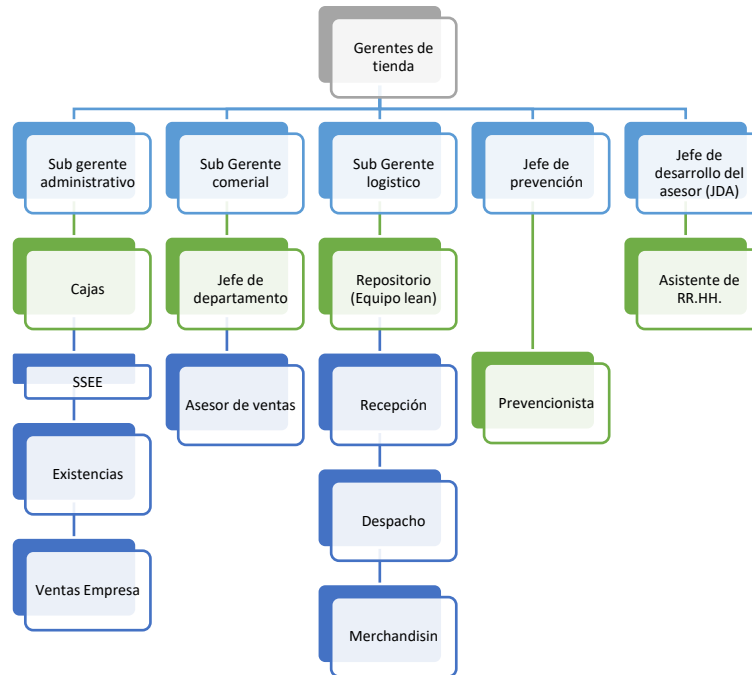 Gerentes de
tienda
Sub gerente
administrativo
Sub Gerente
comerial
Sub Gerente
logistico
Jefe de
prevención
Jefe de
desarrollo del
asesor (JDA)
Cajas
Jefe de
departamento
Repositorio
(Equipo lean)
Asistente de
RR.HH.
SSEE
Asesor de ventas
Recepción
Prevencionista
Existencias
Despacho
Ventas Empresa
Merchandisin